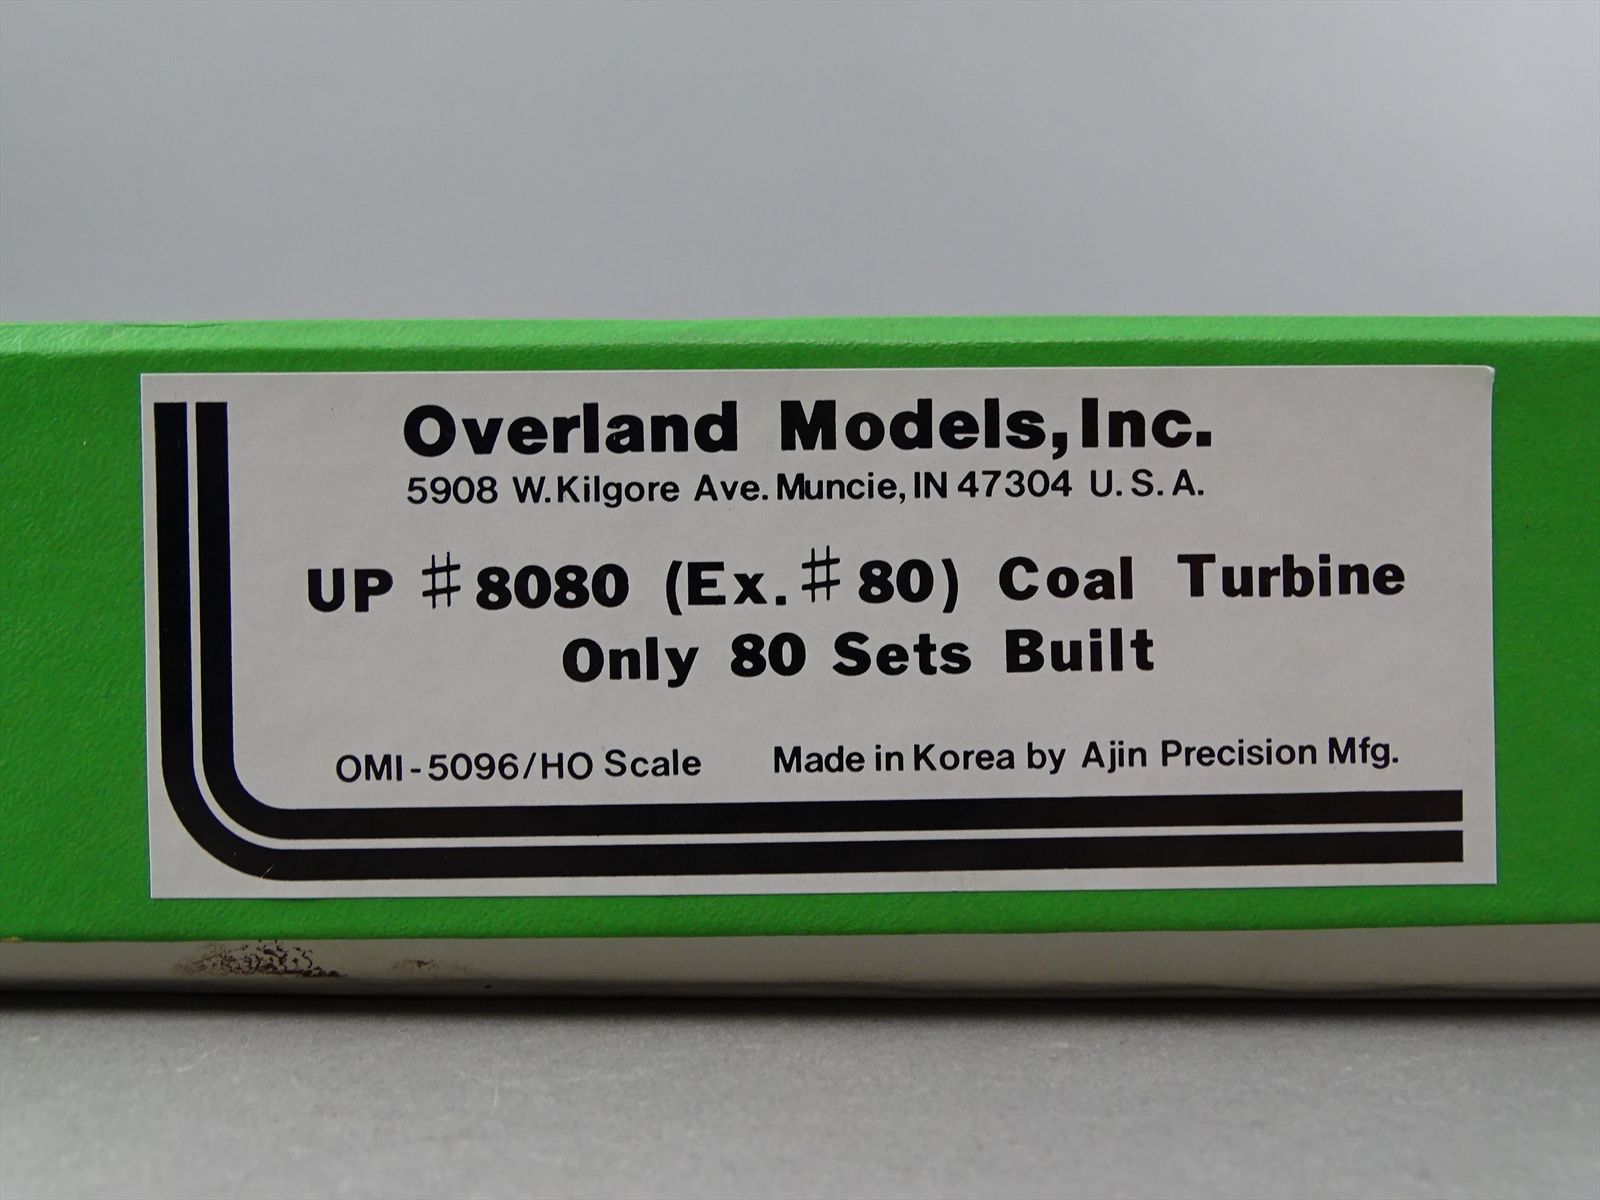 Overland Models, Inc.
5908 W. Kilgore Ave. Muncie, IN 47304 U. S. A.
UP #8080 (Ex. #80) Coal Turbine
Only 80 Sets Built
OMI-5096/HO Scale Made in Korea by Ajin Precision Mfg.